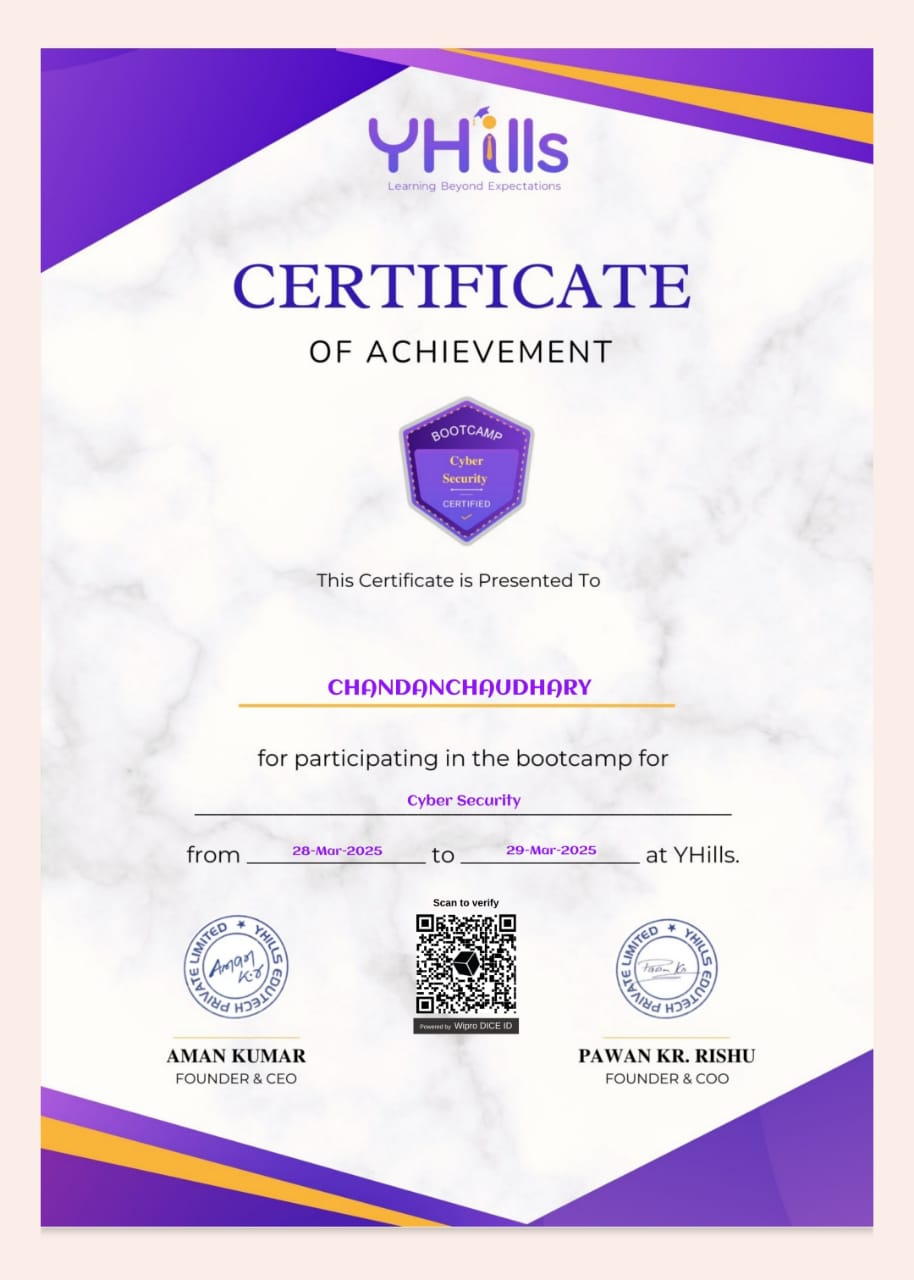 YHills
Learning Beyond Expectations
CERTIFICATE
OF ACHIEVEMENT
BOOTCAMP
Cyber
Security
CERTIFIED
This Certificate is Presented To
CHANDANCHAUDHARY
for participating in the bootcamp for
Cyber Security
from 28-Mar-2025 to 29-Mar-2025 at YHills.
Scan to verify
YHILLS EDUTECH PRIVATE LIMITED
Aman Kr
YHILLS EDUTECH PRIVATE LIMITED
Pawan Kr
Powered by Wipro DICE ID
AMAN KUMAR
FOUNDER & CEO
PAWAN KR. RISHU
FOUNDER & COO